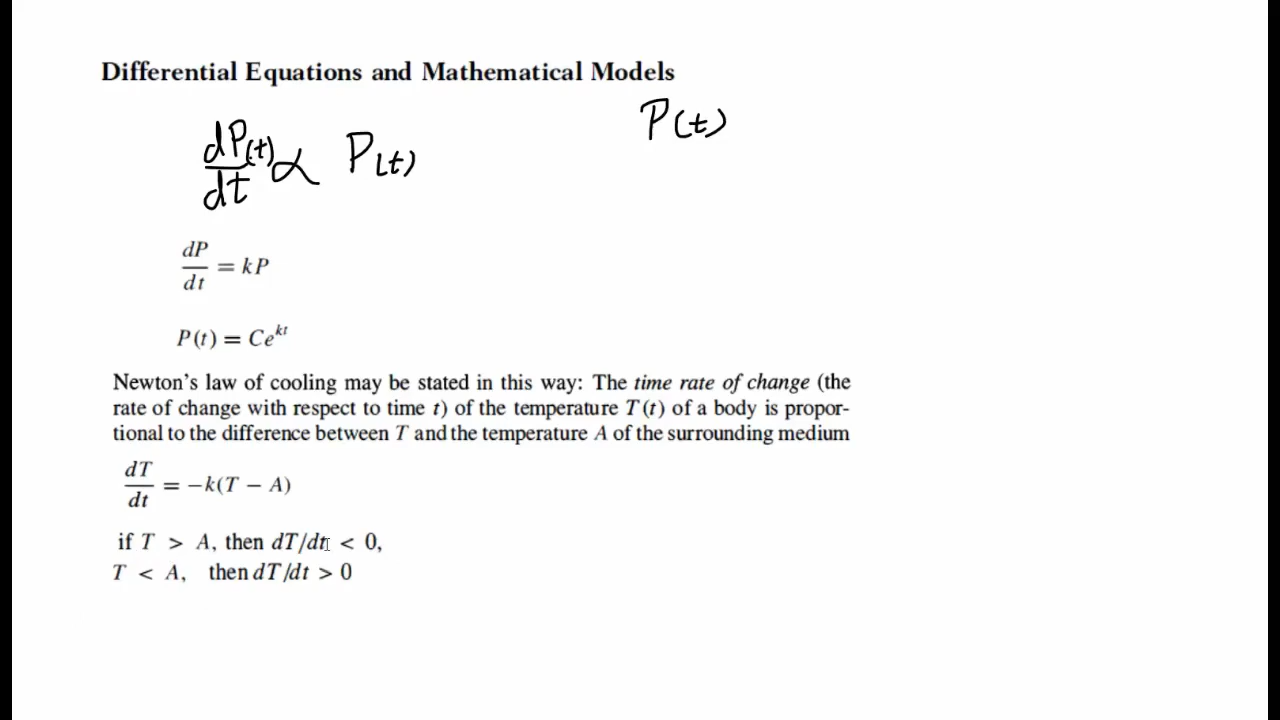 Differential Equations and Mathematical Models
P(t)
dP(t)/dt ∝ P(t)
dP/dt = kP
P(t) = Ce^{kt}
Newton's law of cooling may be stated in this way: The time rate of change (the
rate of change with respect to time t) of the temperature T(t) of a body is propor-
tional to the difference between T and the temperature A of the surrounding medium
dT/dt = −k(T − A)
if T > A, then dT/dt < 0,
T < A, then dT/dt > 0